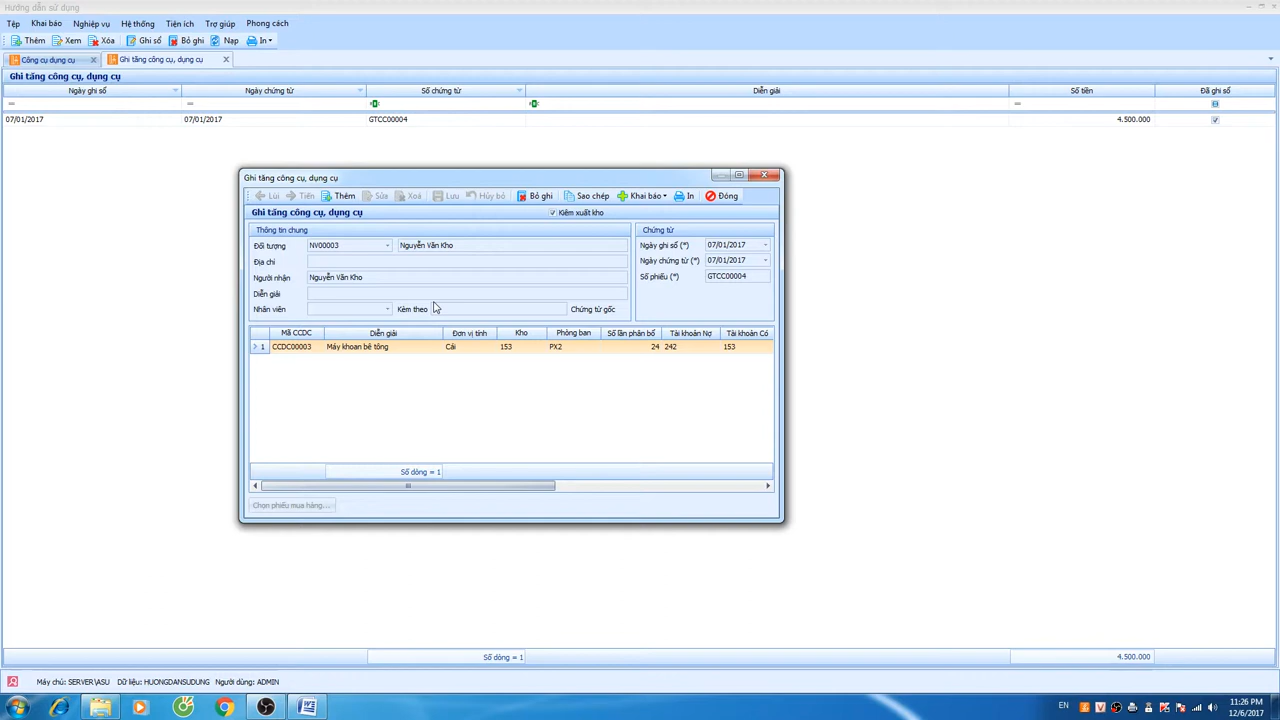 Hướng dẫn sử dụng
Tệp Khai báo Nghiệp vụ Hệ thống Tiện ích Trợ giúp Phong cách
Thêm Xem Xóa Ghi sổ Bỏ ghi Nạp In
Công cụ dụng cụ Ghi tăng công cụ, dụng cụ
Ghi tăng công cụ, dụng cụ
Ngày ghi sổ Ngày chứng từ Số chứng từ Diễn giải Số tiền Đã ghi sổ
= = =
07/01/2017 07/01/2017 GTCC00004 4.500.000
Ghi tăng công cụ, dụng cụ
Lùi Tiến Thêm Sửa Xoá Lưu Hủy bỏ Bỏ ghi Sao chép Khai báo In Đóng
Ghi tăng công cụ, dụng cụ Kiêm xuất kho
Thông tin chung Chứng từ
Đối tượng NV00003 Nguyễn Văn Kho Ngày ghi sổ (*) 07/01/2017
Địa chỉ Ngày chứng từ (*) 07/01/2017
Người nhận Nguyễn Văn Kho Số phiếu (*) GTCC00004
Diễn giải
Nhân viên Kèm theo Chứng từ gốc
Mã CCDC Diễn giải Đơn vị tính Kho Phòng ban Số lần phân bổ Tài khoản Nợ Tài khoản Có
1 CCDC00003 Máy khoan bê tông Cái 153 PX2 24 242 153
Số dòng = 1
Chọn phiếu mua hàng...
Số dòng = 1 4.500.000
Máy chủ: SERVER\ASU Dữ liệu: HUONGDANSUDUNG Người dùng: ADMIN
EN 11:26 PM
12/6/2017